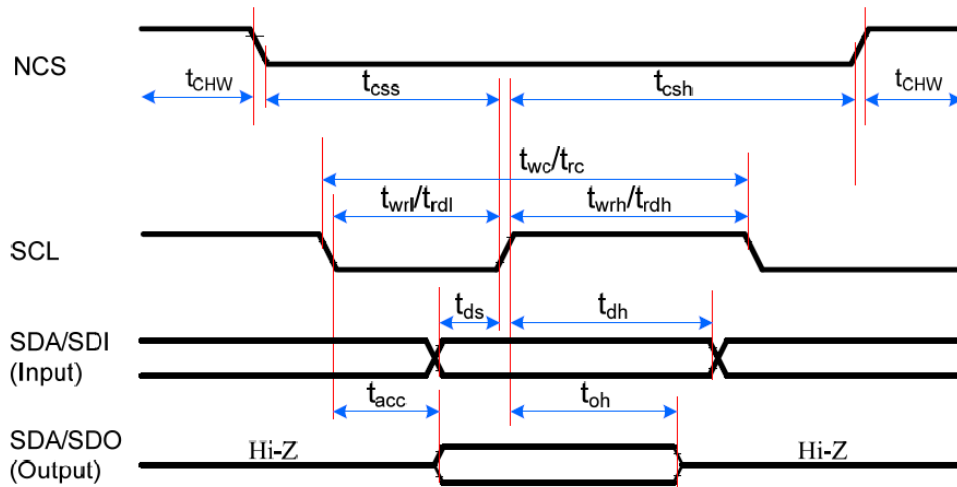 NCS
tCHW
tcss
tcsh
tCHW
twc/trc
twrl/trdl
twrh/trdh
SCL
tds
tdh
SDA/SDI
(Input)
tacc
toh
SDA/SDO
(Output)
Hi-Z
Hi-Z